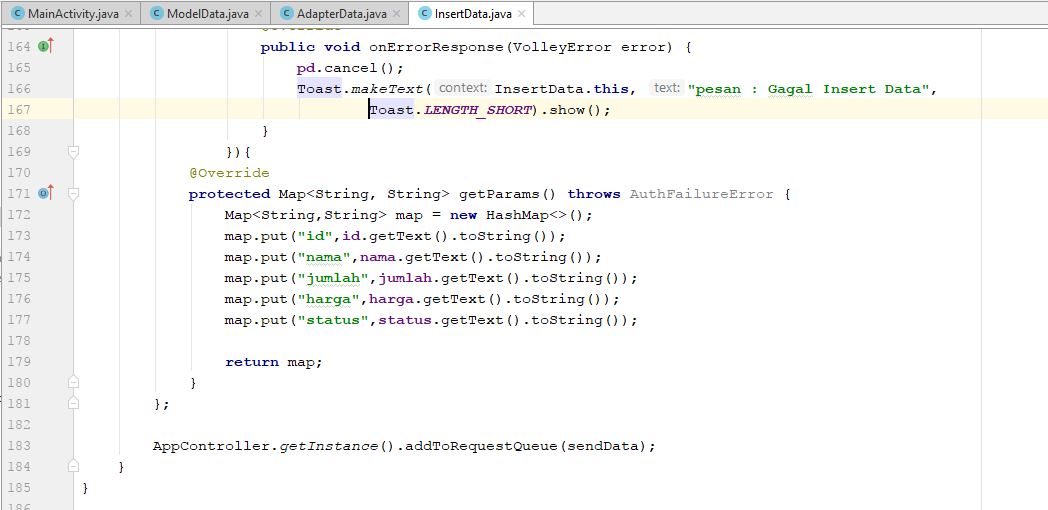 MainActivity.java × ModelData.java × AdapterData.java × InsertData.java ×
164 public void onErrorResponse(VolleyError error) {
165 pd.cancel();
166 Toast.makeText( context: InsertData.this, text: "pesan : Gagal Insert Data",
167 Toast.LENGTH_SHORT).show();
168 }
169 }){
170 @Override
171 protected Map<String, String> getParams() throws AuthFailureError {
172 Map<String,String> map = new HashMap<>();
173 map.put("id",id.getText().toString());
174 map.put("nama",nama.getText().toString());
175 map.put("jumlah",jumlah.getText().toString());
176 map.put("harga",harga.getText().toString());
177 map.put("status",status.getText().toString());
178
179 return map;
180 }
181 };
182
183 AppController.getInstance().addToRequestQueue(sendData);
184 }
185 }